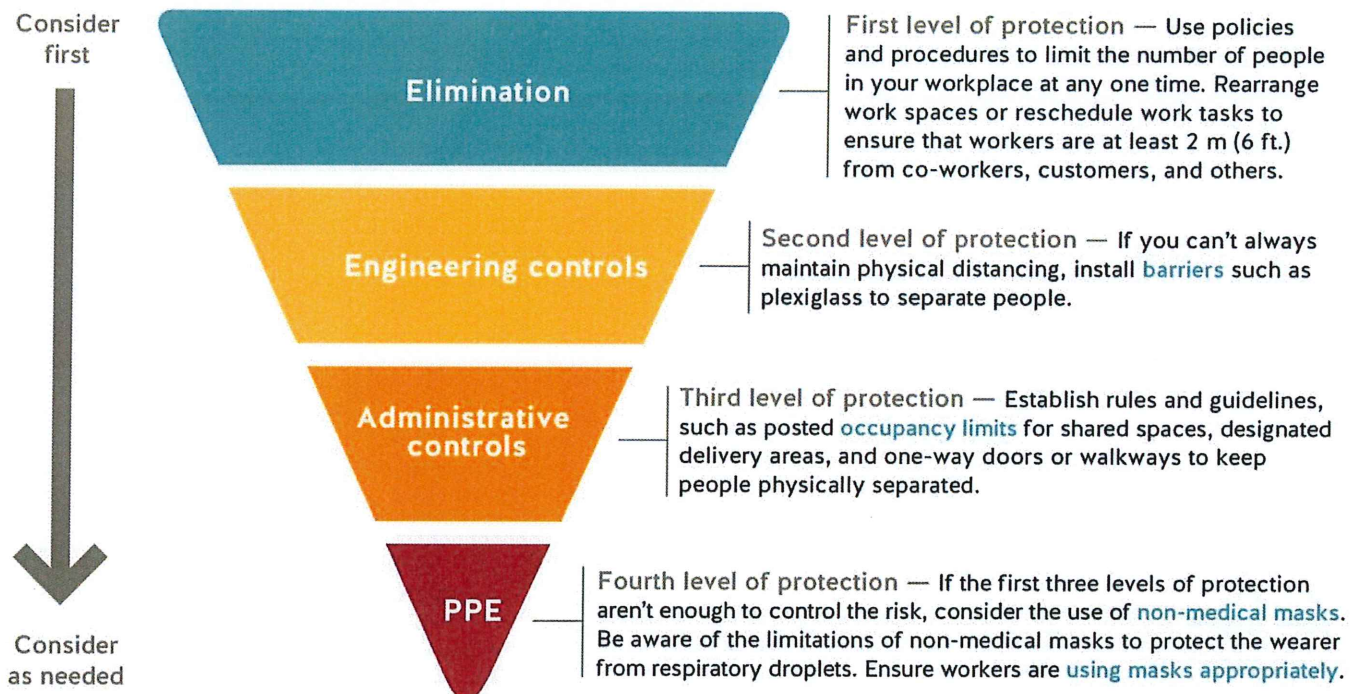 Consider
first
Elimination
First level of protection — Use policies
and procedures to limit the number of people
in your workplace at any one time. Rearrange
work spaces or reschedule work tasks to
ensure that workers are at least 2 m (6 ft.)
from co-workers, customers, and others.
Engineering controls
Second level of protection — If you can't always
maintain physical distancing, install barriers such as
plexiglass to separate people.
Administrative
controls
Third level of protection — Establish rules and guidelines,
such as posted occupancy limits for shared spaces, designated
delivery areas, and one-way doors or walkways to keep
people physically separated.
PPE
Fourth level of protection — If the first three levels of protection
aren't enough to control the risk, consider the use of non-medical masks.
Be aware of the limitations of non-medical masks to protect the wearer
from respiratory droplets. Ensure workers are using masks appropriately.
Consider
as needed